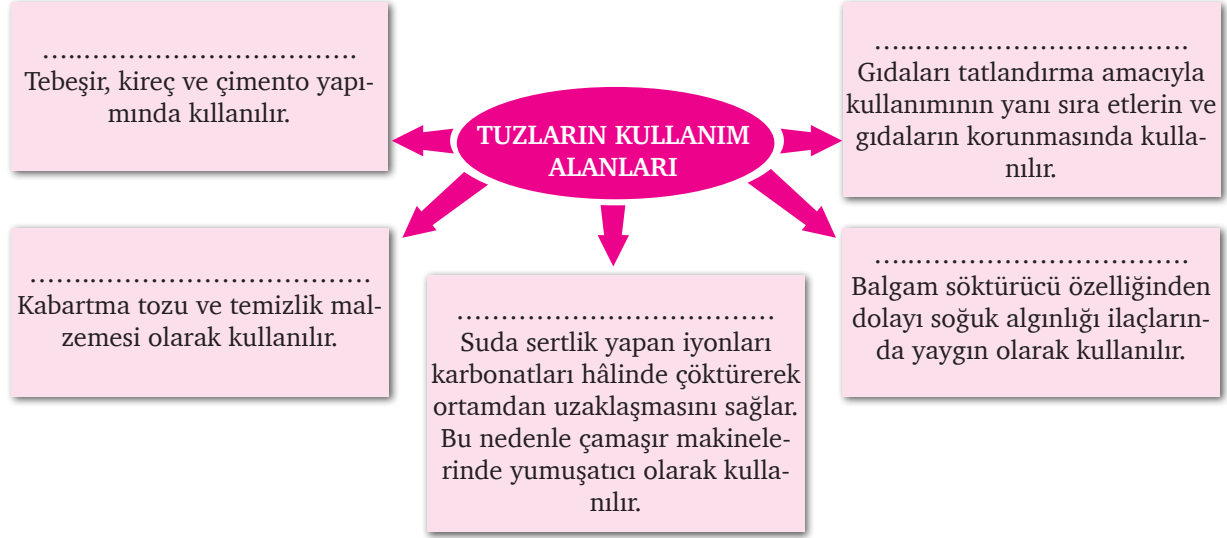 …..……………………….
Tebeşir, kireç ve çimento yapı-
mında kıllanılır.
TUZLARIN KULLANIM
ALANLARI
…..……………………….
Gıdaları tatlandırma amacıyla
kullanımının yanı sıra etlerin ve
gıdaların korunmasında kulla-
nılır.
……..……………………….
Kabartma tozu ve temizlik mal-
zemesi olarak kullanılır.
………………………………
Suda sertlik yapan iyonları
karbonatları hâlinde çöktürerek
ortamdan uzaklaşmasını sağlar.
Bu nedenle çamaşır makinele-
rinde yumuşatıcı olarak kulla-
nılır.
…..……………………….
Balgam söktürücü özelliğinden
dolayı soğuk algınlığı ilaçların-
da yaygın olarak kullanılır.